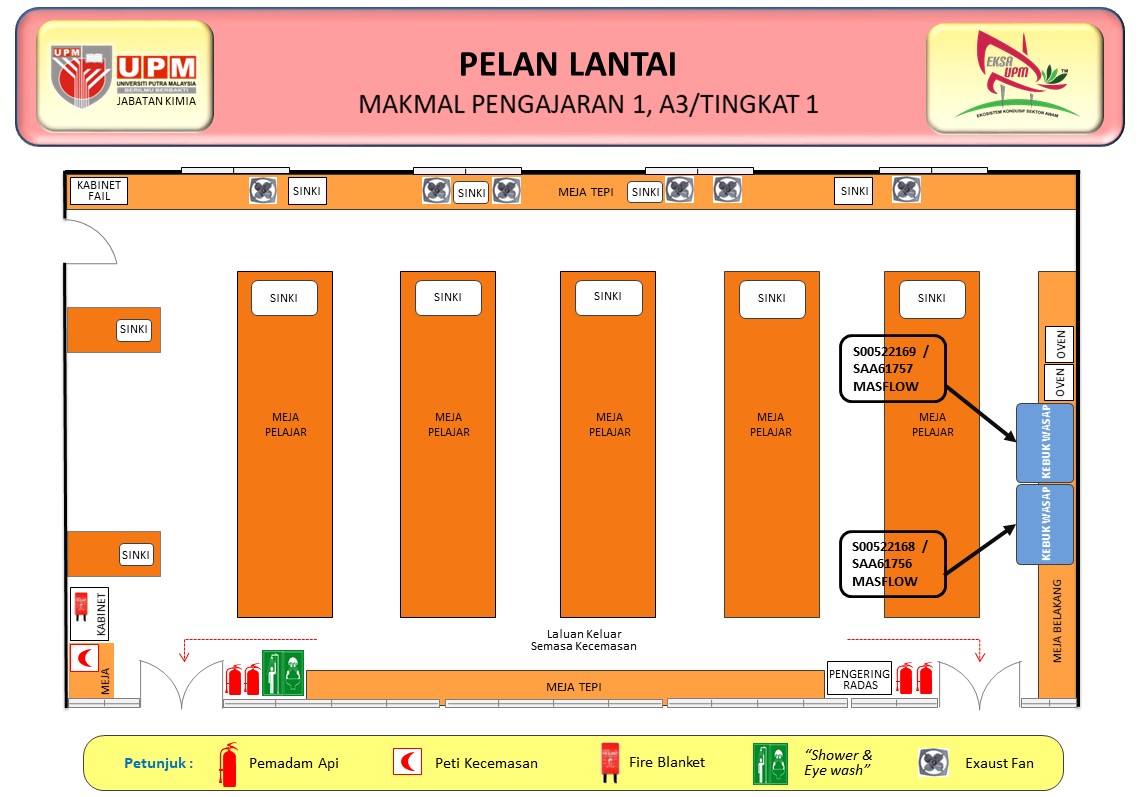 UPM
UPM
UNIVERSITI PUTRA MALAYSIA
BERILMU BERBAKTI
JABATAN KIMIA
PELAN LANTAI
MAKMAL PENGAJARAN 1, A3/TINGKAT 1
EKSA
UPM
TM
EKOSISTEM KONDUSIF SEKTOR AWAM
KABINET
FAIL
SINKI
SINKI
MEJA TEPI
SINKI
SINKI
SINKI
SINKI
SINKI
SINKI
SINKI
SINKI
OVEN
OVEN
S00522169 /
SAA61757
MASFLOW
MEJA
PELAJAR
MEJA
PELAJAR
MEJA
PELAJAR
MEJA
PELAJAR
MEJA
PELAJAR
KEBUK WASAP
KEBUK WASAP
S00522168 /
SAA61756
MASFLOW
SINKI
KABINET
MEJA
Laluan Keluar
Semasa Kecemasan
MEJA BELAKANG
MEJA TEPI
PENGERING
RADAS
Petunjuk :
Pemadam Api
Peti Kecemasan
Fire Blanket
“Shower &
Eye wash”
Exaust Fan